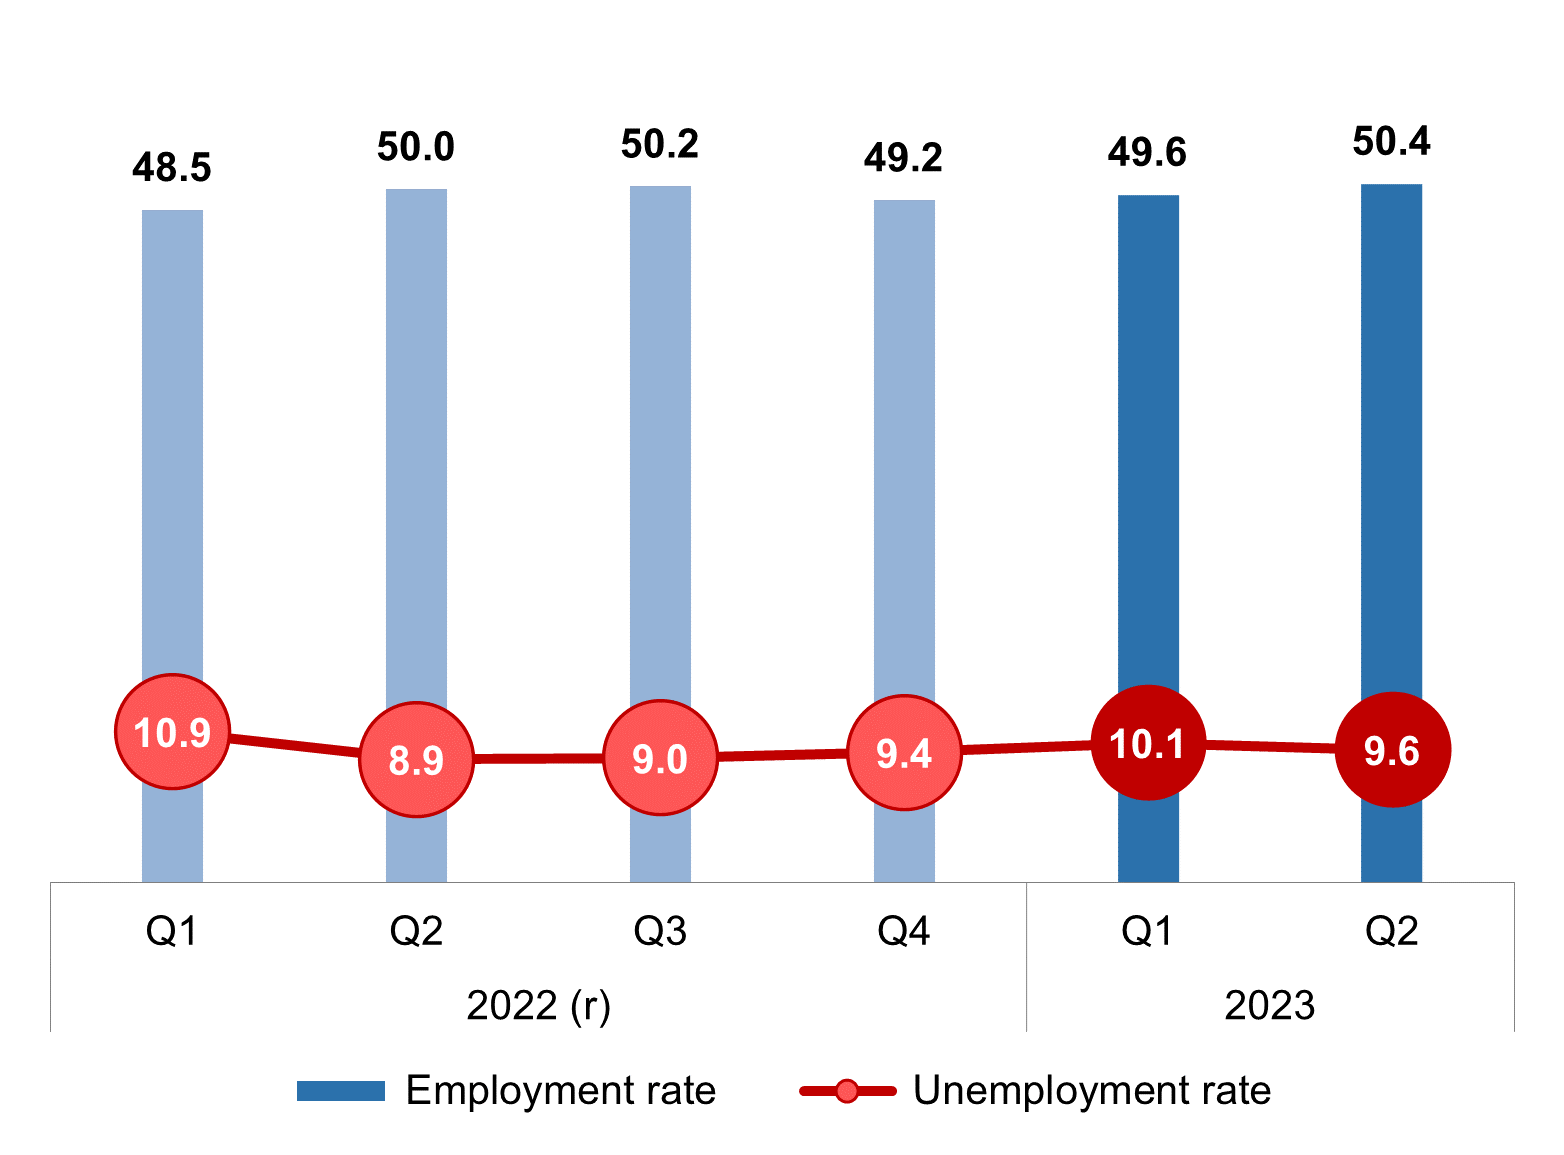 48.5 50.0 50.2 49.2 49.6 50.4
10.9 8.9 9.0 9.4 10.1 9.6
Q1 Q2 Q3 Q4 Q1 Q2
2022 (r) 2023
Employment rate Unemployment rate